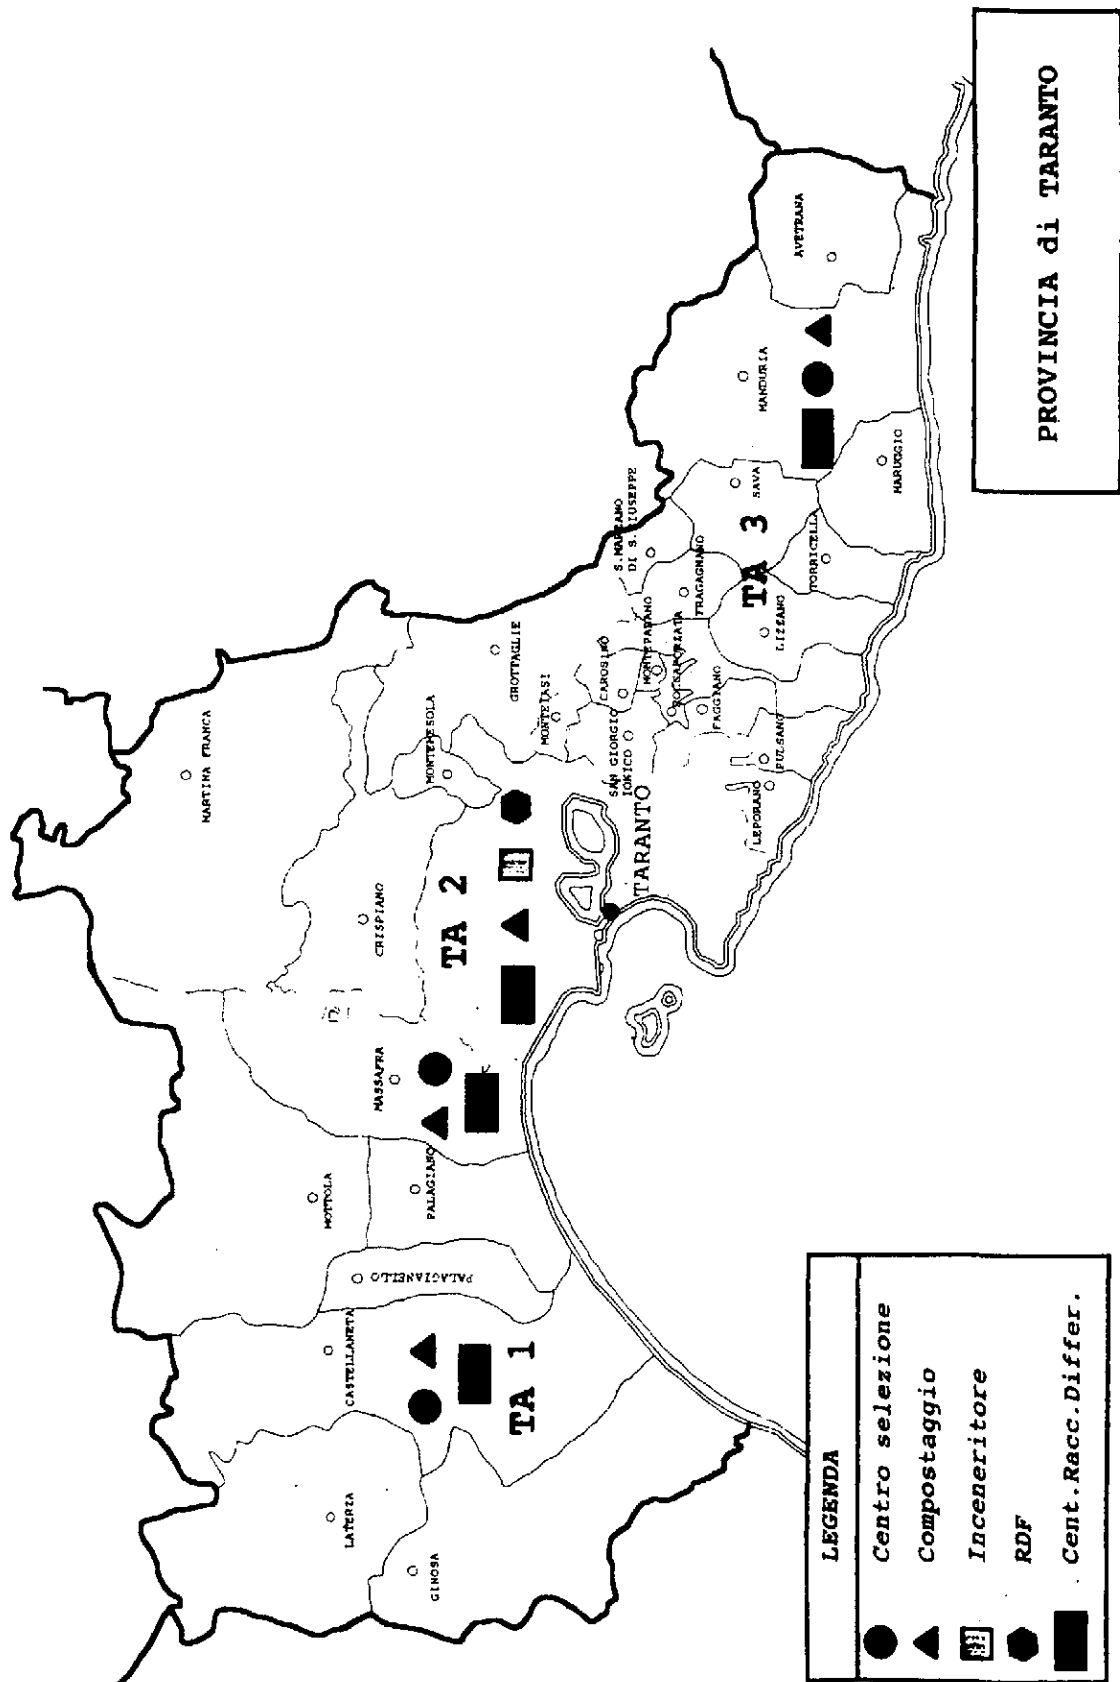 PROVINCIA di TARANTO
MARTINA FRANCA
MONTEMESOLA
GROTTAGLIE
MONTEIASI
CRISPIANO
TA 2
MASSAFRA
MOTTOLA
PALAGIANO
PALAGIANELLO
CASTELLANETA
TA 1
LATERZA
GINOSA
TARANTO
SAN GIORGIO
CAROSINO
MONTEPARANO
FAGGIANO
LEPORANO
PULSANO
S.MARZANO
DI S.GIUSEPPE
FRAGAGNANO
TA 3
LIZZANO
TORRICELLA
SAVA
MARUGGIO
MANDURIA
AVETRANA
LEGENDA
Centro selezione
Compostaggio
Inceneritore
RDF
Cent.Racc.Differ.